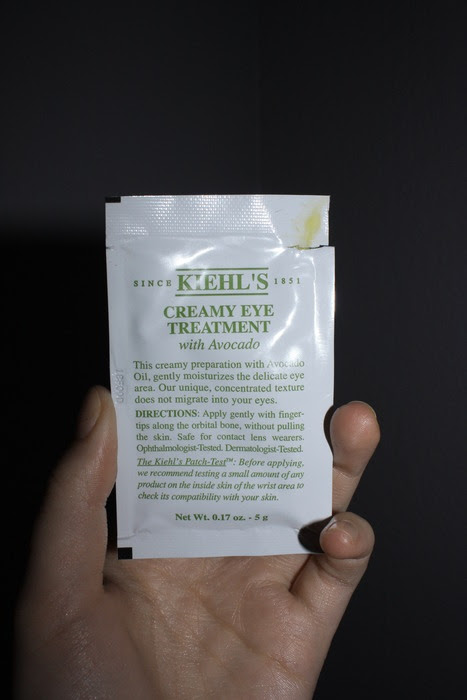 SINCE KIEHL'S 1851
CREAMY EYE
TREATMENT
with Avocado
This creamy preparation with Avocado
Oil, gently moisturizes the delicate eye
area. Our unique, concentrated texture
does not migrate into your eyes.
DIRECTIONS: Apply gently with finger-
tips along the orbital bone, without pulling
the skin. Safe for contact lens wearers.
Ophthalmologist-Tested. Dermatologist-Tested.
The Kiehl's Patch-Test™: Before applying,
we recommend testing a small amount of any
product on the inside skin of the wrist area to
check its compatibility with your skin.
Net Wt. 0.17 oz. • 5 g